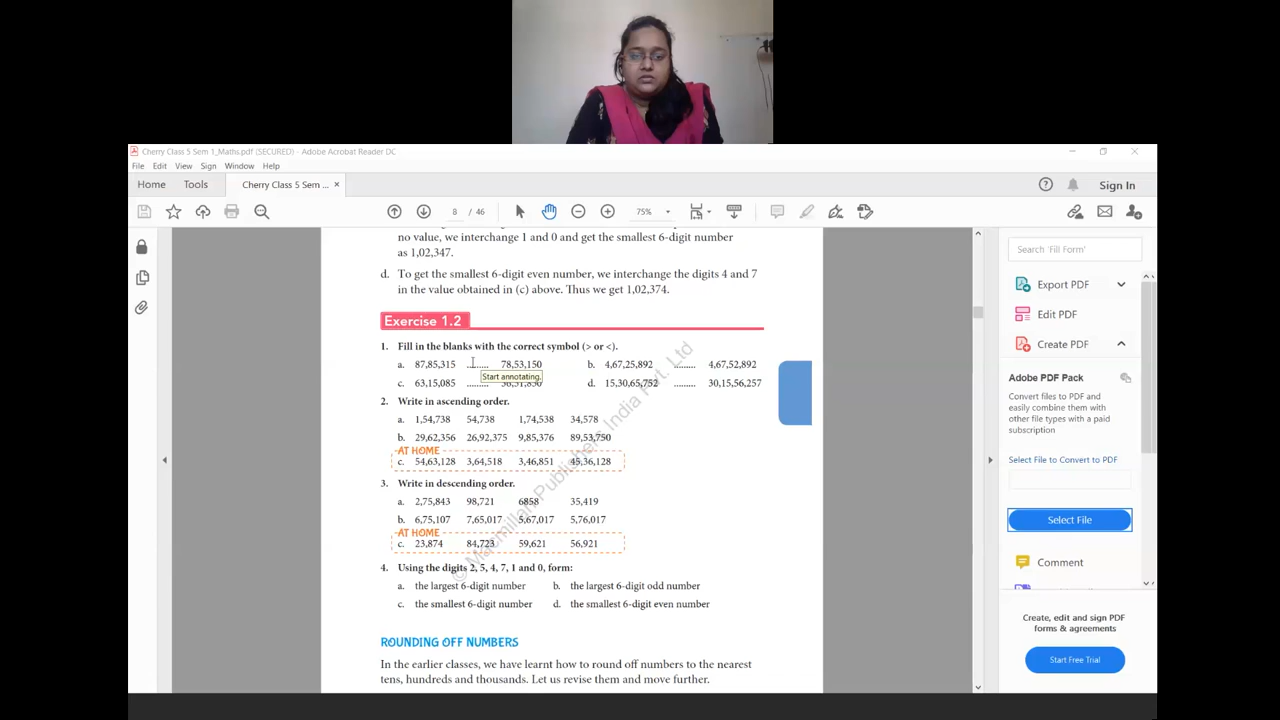 Cherry Class 5 Sem 1_Maths.pdf (SECURED) - Adobe Acrobat Reader DC
File Edit View Sign Window Help
Home Tools Cherry Class 5 Sem ... × Sign In
8 / 46 75%
no value, we interchange 1 and 0 and get the smallest 6-digit number
as 1,02,347.
d. To get the smallest 6-digit even number, we interchange the digits 4 and 7
in the value obtained in (c) above. Thus we get 1,02,374.
Exercise 1.2
1. Fill in the blanks with the correct symbol (> or <).
a. 87,85,315 ......... 78,53,150 b. 4,67,25,892 ......... 4,67,52,892
Start annotating.
c. 63,15,085 ......... d. 15,30,65,752 ......... 30,15,56,257
2. Write in ascending order.
a. 1,54,738 54,738 1,74,538 34,578
b. 29,62,356 26,92,375 9,85,376 89,53,750
AT HOME
c. 54,63,128 3,64,518 3,46,851 45,36,128
3. Write in descending order.
a. 2,75,843 98,721 6858 35,419
b. 6,75,107 7,65,017 5,67,017 5,76,017
AT HOME
c. 23,874 84,723 59,621 56,921
4. Using the digits 2, 5, 4, 7, 1 and 0, form:
a. the largest 6-digit number b. the largest 6-digit odd number
c. the smallest 6-digit number d. the smallest 6-digit even number
ROUNDING OFF NUMBERS
In the earlier classes, we have learnt how to round off numbers to the nearest
tens, hundreds and thousands. Let us revise them and move further.
© Macmillan Publishers India Pvt. Ltd
Search 'Fill Form'
Export PDF
Edit PDF
Create PDF
Adobe PDF Pack
Convert files to PDF and
easily combine them with
other file types with a paid
subscription
Select File to Convert to PDF
Select File
Comment
Create, edit and sign PDF
forms & agreements
Start Free Trial